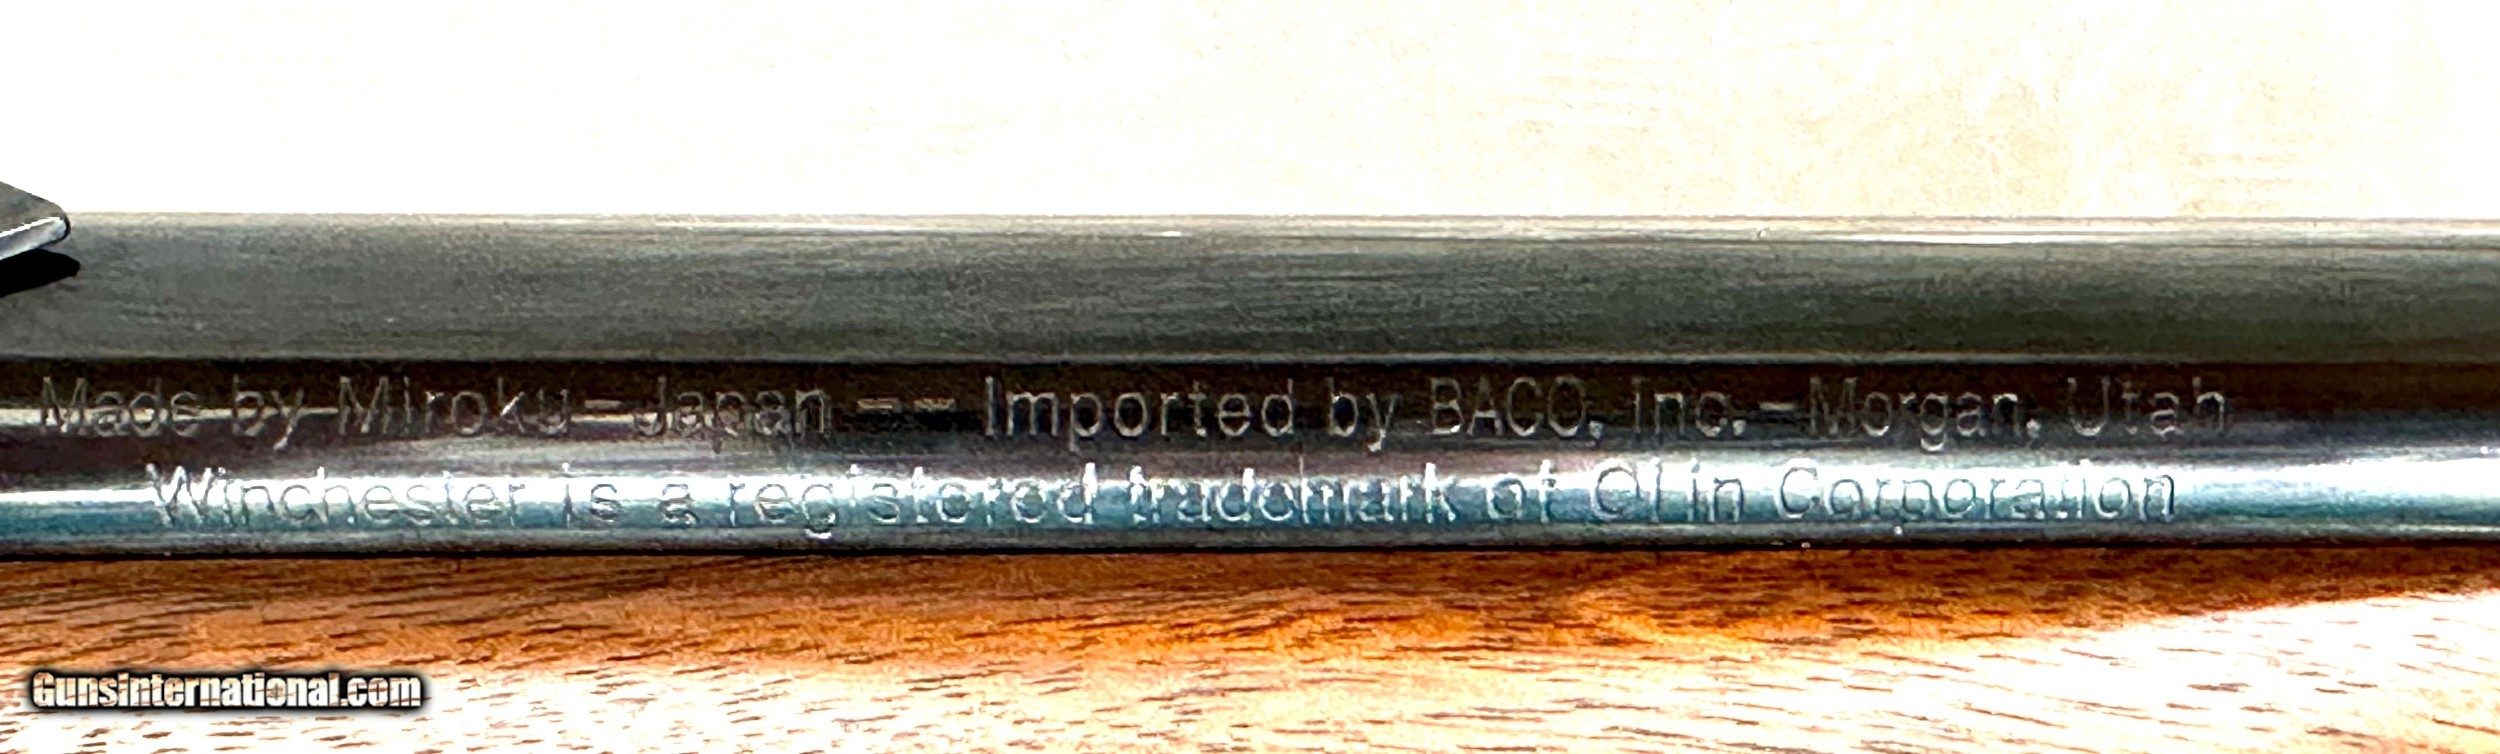 Made by Miroku-Japan -- Imported by BACO, Inc.-Morgan, Utah
Winchester is a registered trademark of Olin Corporation
Gunsinternational.com